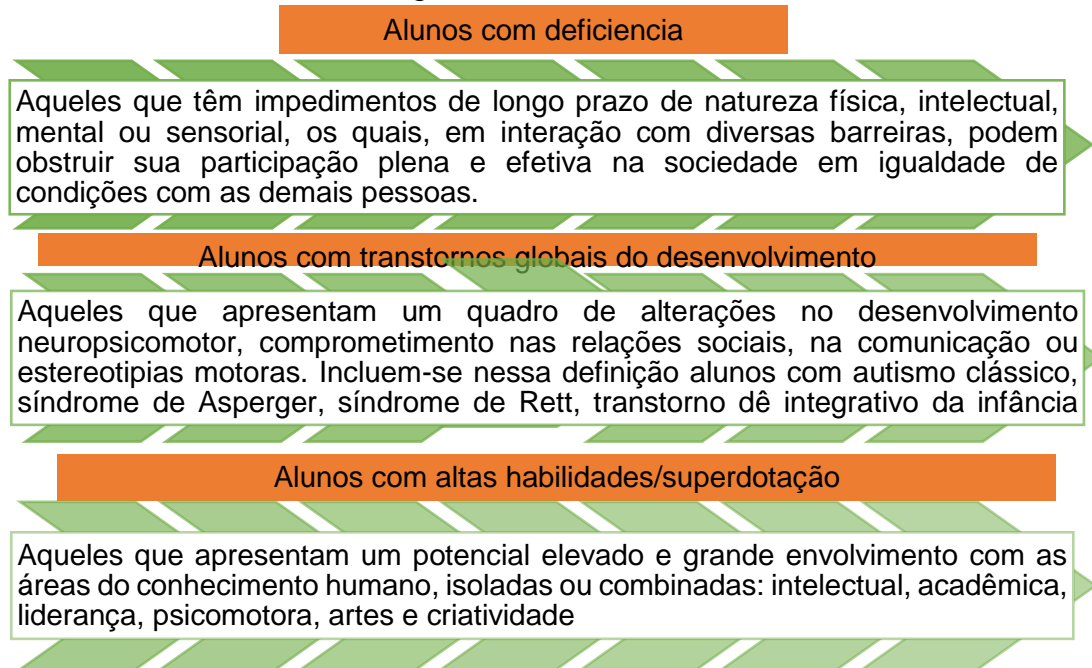 Alunos com deficiencia
Aqueles que têm impedimentos de longo prazo de natureza física, intelectual,
mental ou sensorial, os quais, em interação com diversas barreiras, podem
obstruir sua participação plena e efetiva na sociedade em igualdade de
condições com as demais pessoas.
Alunos com transtornos globais do desenvolvimento
Aqueles que apresentam um quadro de alterações no desenvolvimento
neuropsicomotor, comprometimento nas relações sociais, na comunicação ou
estereotipias motoras. Incluem-se nessa definição alunos com autismo clássico,
síndrome de Asperger, síndrome de Rett, transtorno dê integrativo da infância
Alunos com altas habilidades/superdotação
Aqueles que apresentam um potencial elevado e grande envolvimento com as
áreas do conhecimento humano, isoladas ou combinadas: intelectual, acadêmica,
liderança, psicomotora, artes e criatividade